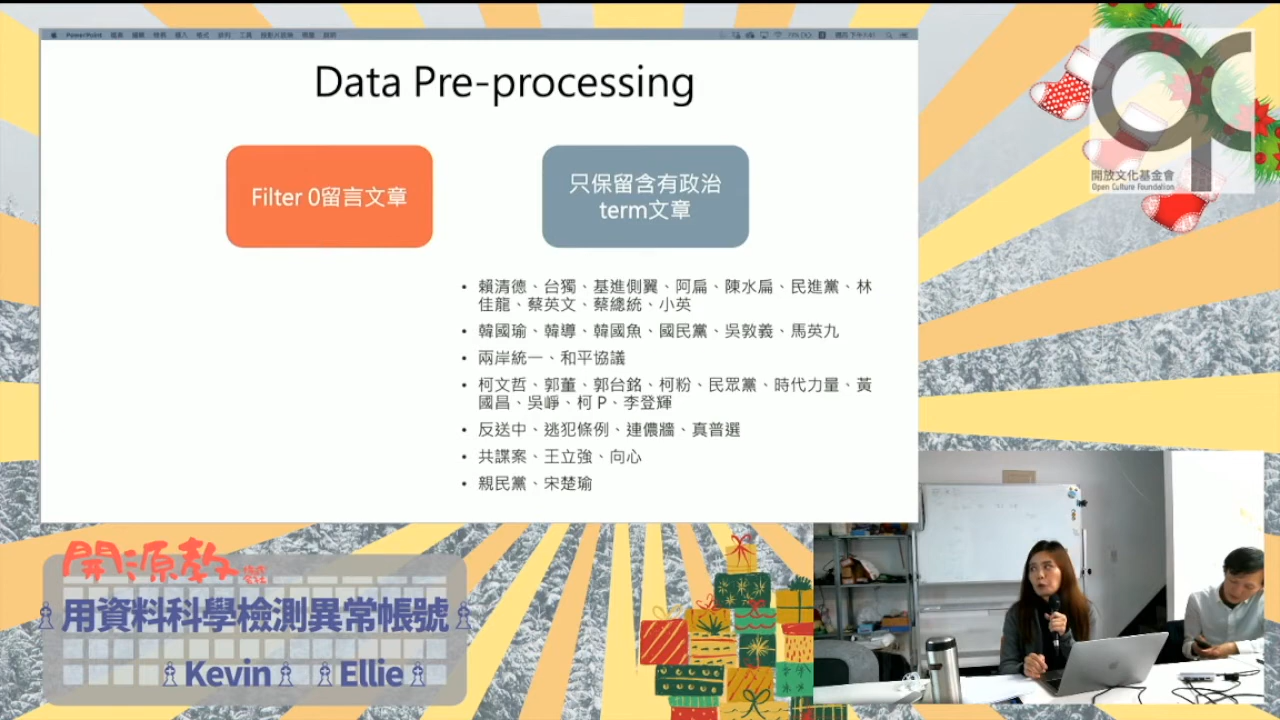 PowerPoint
Data Pre-processing
Filter 0留言文章
只保留含有政治
term文章
• 賴清德、台獨、基進側翼、阿扁、陳水扁、民進黨、林
佳龍、蔡英文、蔡總統、小英
• 韓國瑜、韓導、韓國魚、國民黨、吳敦義、馬英九
• 兩岸統一、和平協議
• 柯文哲、郭董、郭台銘、柯粉、民眾黨、時代力量、黃
國昌、吳崢、柯 P、李登輝
• 反送中、逃犯條例、連儂牆、真普選
• 共諜案、王立強、向心
• 親民黨、宋楚瑜
開放文化基金會
Open Culture Foundation
開源教
用資料科學檢測異常帳號
Kevin Ellie